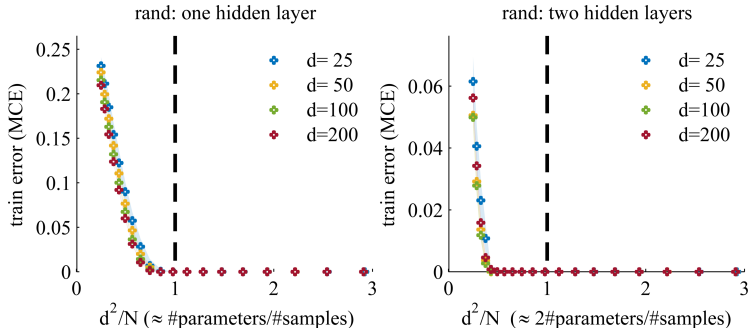 rand: one hidden layer
train error (MCE)
0.25
0.2
0.15
0.1
0.05
0
d= 25
d= 50
d=100
d=200
0
1
2
3
d²/N (≈ #parameters/#samples)
rand: two hidden layers
train error (MCE)
0.06
0.04
0.02
0
d= 25
d= 50
d=100
d=200
0
1
2
3
d²/N (≈ 2#parameters/#samples)